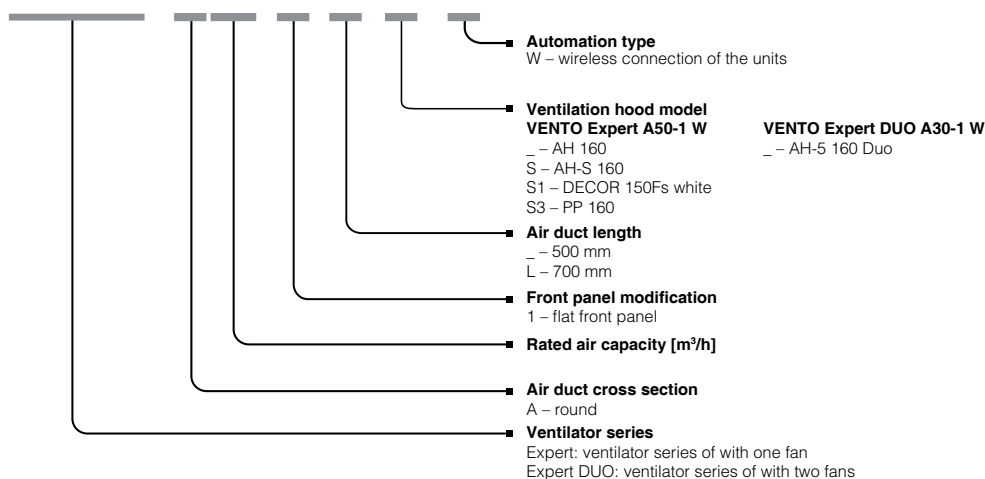 Automation type
W – wireless connection of the units
Ventilation hood model
VENTO Expert A50-1 W
_ – AH 160
S – AH-S 160
S1 – DECOR 150Fs white
S3 – PP 160
VENTO Expert DUO A30-1 W
_ – AH-5 160 Duo
Air duct length
_ – 500 mm
L – 700 mm
Front panel modification
1 – flat front panel
Rated air capacity [m³/h]
Air duct cross section
A – round
Ventilator series
Expert: ventilator series of with one fan
Expert DUO: ventilator series of with two fans